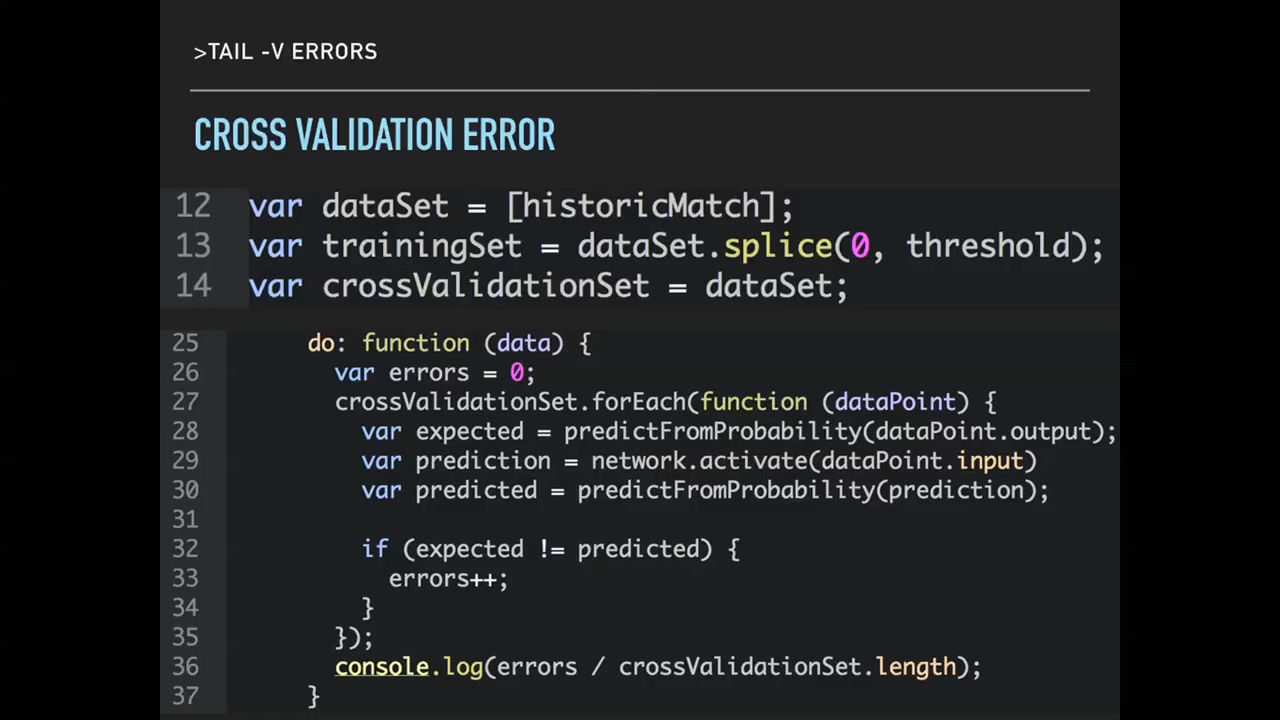 >TAIL -V ERRORS
CROSS VALIDATION ERROR
12 var dataSet = [historicMatch];
13 var trainingSet = dataSet.splice(0, threshold);
14 var crossValidationSet = dataSet;
25 do: function (data) {
26 var errors = 0;
27 crossValidationSet.forEach(function (dataPoint) {
28 var expected = predictFromProbability(dataPoint.output);
29 var prediction = network.activate(dataPoint.input)
30 var predicted = predictFromProbability(prediction);
31
32 if (expected != predicted) {
33 errors++;
34 }
35 });
36 console.log(errors / crossValidationSet.length);
37 }